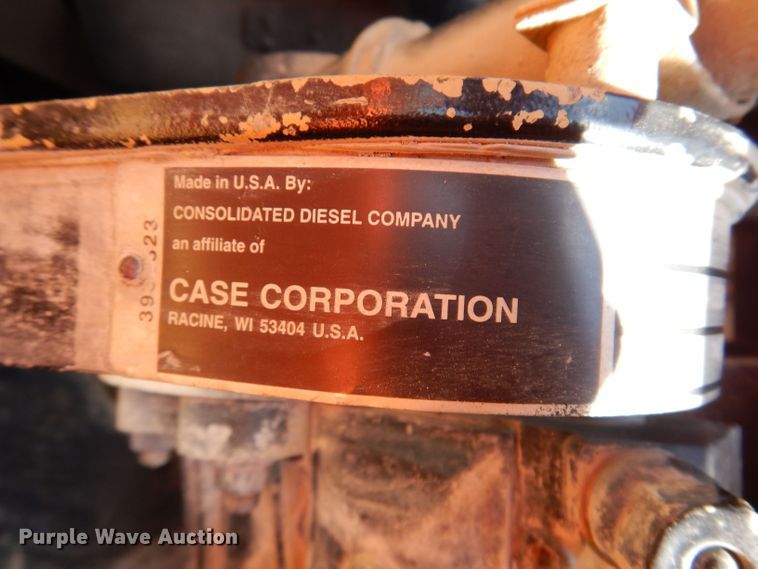 Made in U.S.A. By:
CONSOLIDATED DIESEL COMPANY
an affiliate of
CASE CORPORATION
RACINE, WI 53404 U.S.A.
Purple Wave Auction